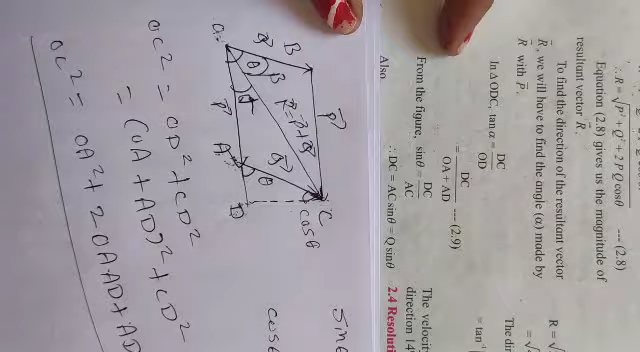 ∴ R = √P² + Q² + 2 P Q cosθ --- (2.8)
Equation (2.8) gives us the magnitude of
resultant vector R⃗.
To find the direction of the resultant vector
R⃗, we will have to find the angle (α) made by
R⃗ with P⃗.
In Δ ODC, tan α = DC/OD
= DC/(OA + AD) --- (2.9)
From the figure, sinθ = DC/AC
∴ DC = AC sinθ = Q sinθ
Also
R = √
The dir
= tan⁻¹
The velocity
direction
2.4 Resoluti
O
Q⃗
B
P⃗
θ
β
α
R⃗ = P⃗ + Q⃗
P⃗
A
Q⃗
θ
D
C
cosθ
OC² = OD² + CD²
= (OA + AD)² + CD²
OC² = OA² + 2OA·AD + AD
sinθ
cosθ